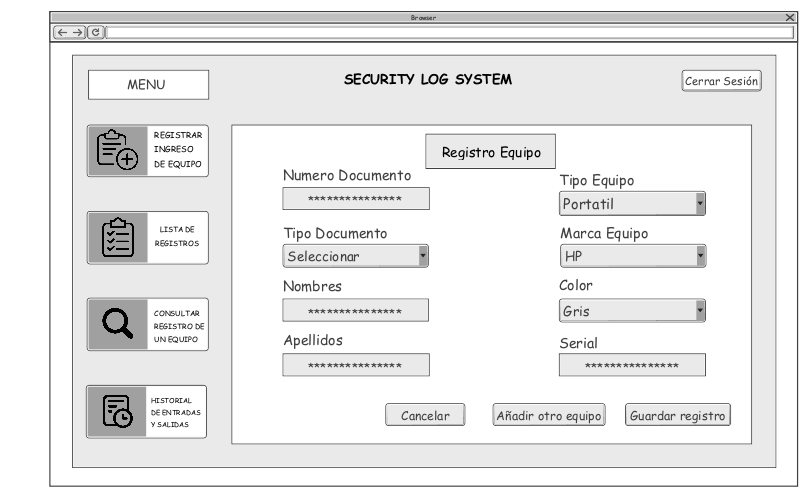 Browser
MENU
SECURITY LOG SYSTEM
Cerrar Sesión
REGISTRAR
INGRESO
DE EQUIPO
LISTA DE
REGISTROS
CONSULTAR
REGISTRO DE
UN EQUIPO
HISTORIAL
DE ENTRADAS
Y SALIDAS
Registro Equipo
Numero Documento
***************
Tipo Documento
Seleccionar
Nombres
***************
Apellidos
***************
Tipo Equipo
Portatil
Marca Equipo
HP
Color
Gris
Serial
***************
Cancelar
Añadir otro equipo
Guardar registro